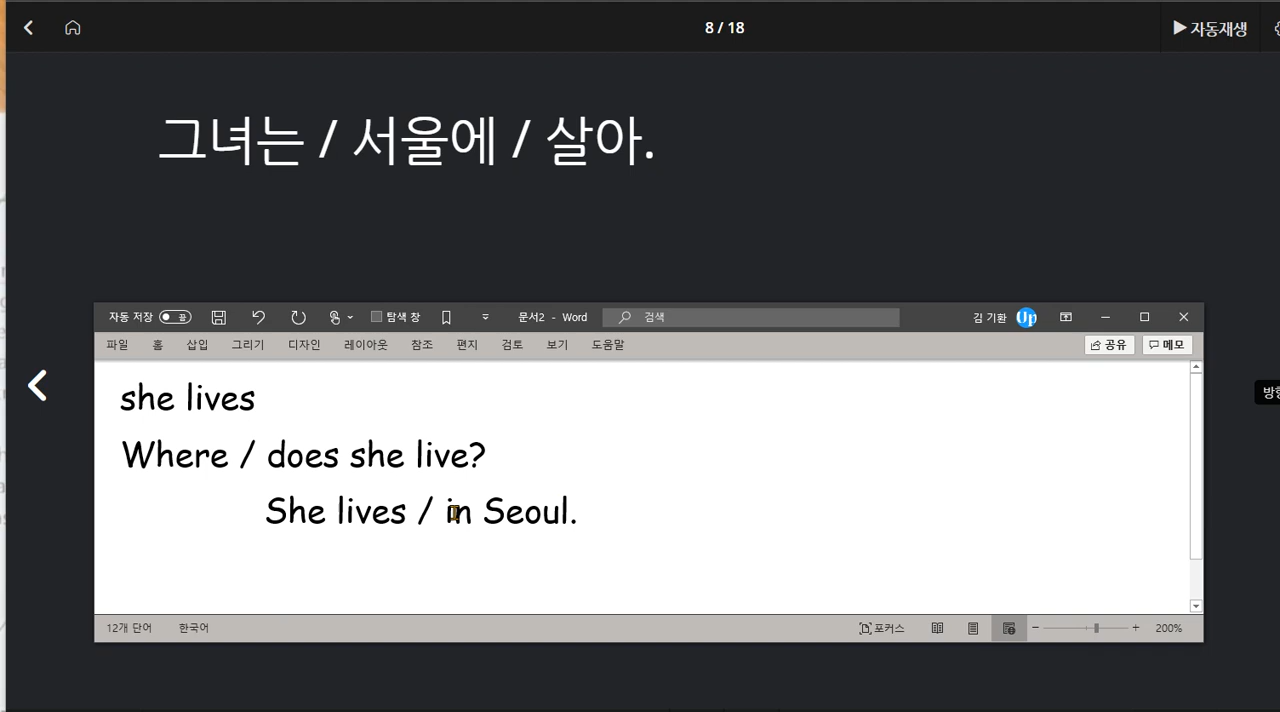 8 / 18
▶ 자동재생
그녀는 / 서울에 / 살아.
자동 저장 끔 탐색 창 문서2 - Word 검색 김 기환 Up
파일 홈 삽입 그리기 디자인 레이아웃 참조 편지 검토 보기 도움말 공유 메모
she lives
Where / does she live?
She lives / in Seoul.
12개 단어 한국어 포커스 200%